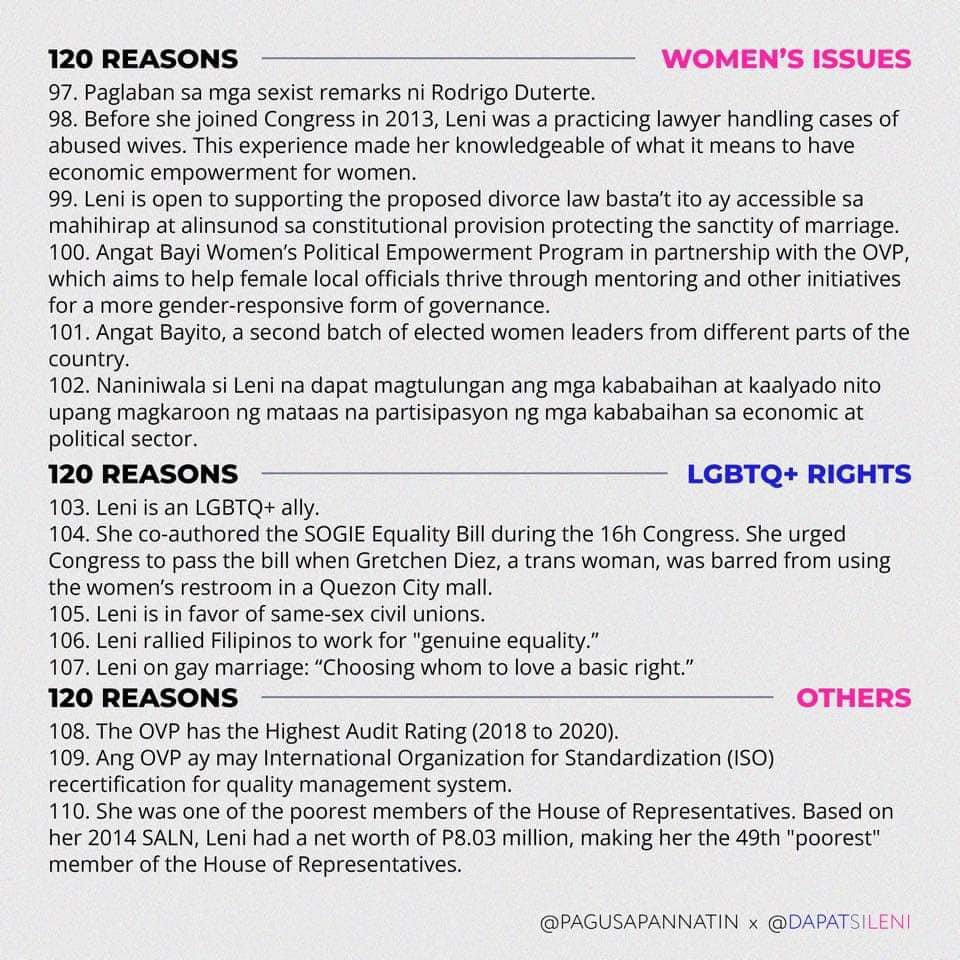 120 REASONS WOMEN'S ISSUES
97. Paglaban sa mga sexist remarks ni Rodrigo Duterte.
98. Before she joined Congress in 2013, Leni was a practicing lawyer handling cases of
abused wives. This experience made her knowledgeable of what it means to have
economic empowerment for women.
99. Leni is open to supporting the proposed divorce law basta't ito ay accessible sa
mahihirap at alinsunod sa constitutional provision protecting the sanctity of marriage.
100. Angat Bayi Women's Political Empowerment Program in partnership with the OVP,
which aims to help female local officials thrive through mentoring and other initiatives
for a more gender-responsive form of governance.
101. Angat Bayito, a second batch of elected women leaders from different parts of the
country.
102. Naniniwala si Leni na dapat magtulungan ang mga kababaihan at kaalyado nito
upang magkaroon ng mataas na partisipasyon ng mga kababaihan sa economic at
political sector.
120 REASONS LGBTQ+ RIGHTS
103. Leni is an LGBTQ+ ally.
104. She co-authored the SOGIE Equality Bill during the 16h Congress. She urged
Congress to pass the bill when Gretchen Diez, a trans woman, was barred from using
the women's restroom in a Quezon City mall.
105. Leni is in favor of same-sex civil unions.
106. Leni rallied Filipinos to work for "genuine equality.”
107. Leni on gay marriage: “Choosing whom to love a basic right.”
120 REASONS OTHERS
108. The OVP has the Highest Audit Rating (2018 to 2020).
109. Ang OVP ay may International Organization for Standardization (ISO)
recertification for quality management system.
110. She was one of the poorest members of the House of Representatives. Based on
her 2014 SALN, Leni had a net worth of P8.03 million, making her the 49th "poorest"
member of the House of Representatives.
@PAGUSAPANNATIN x @DAPATSILENI